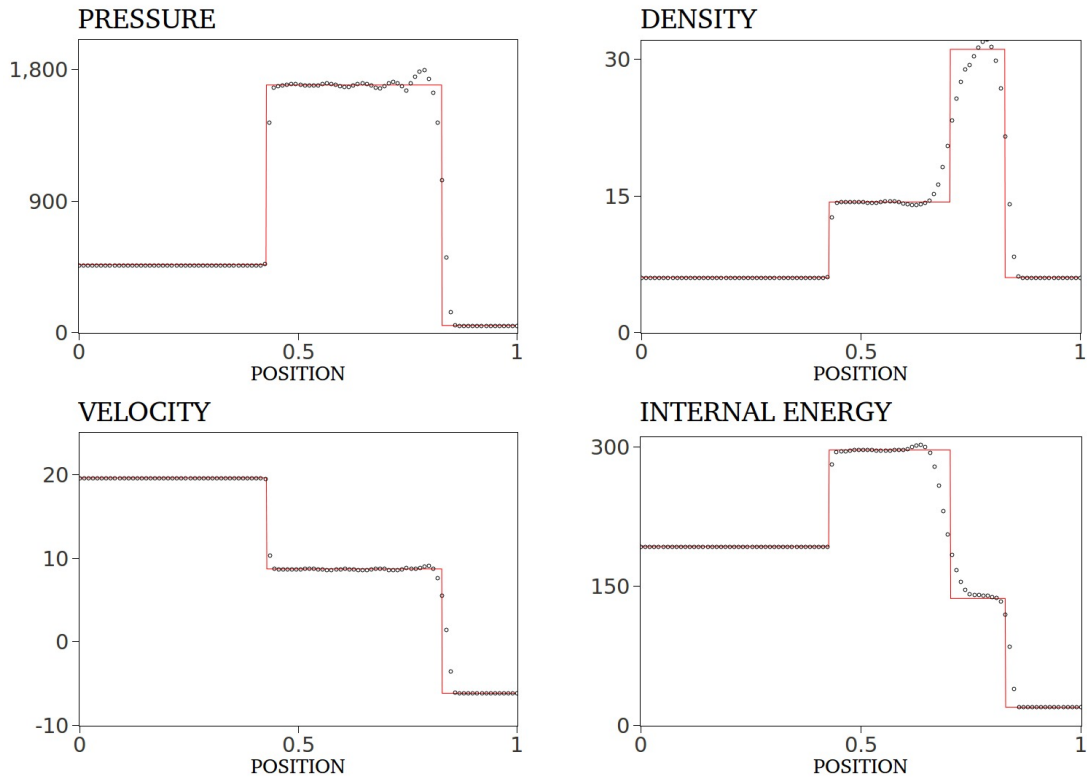 PRESSURE
1,800
900
0
0 0.5 1
POSITION
DENSITY
30
15
0
0 0.5 1
POSITION
VELOCITY
20
10
0
-10
0 0.5 1
POSITION
INTERNAL ENERGY
300
150
0
0 0.5 1
POSITION